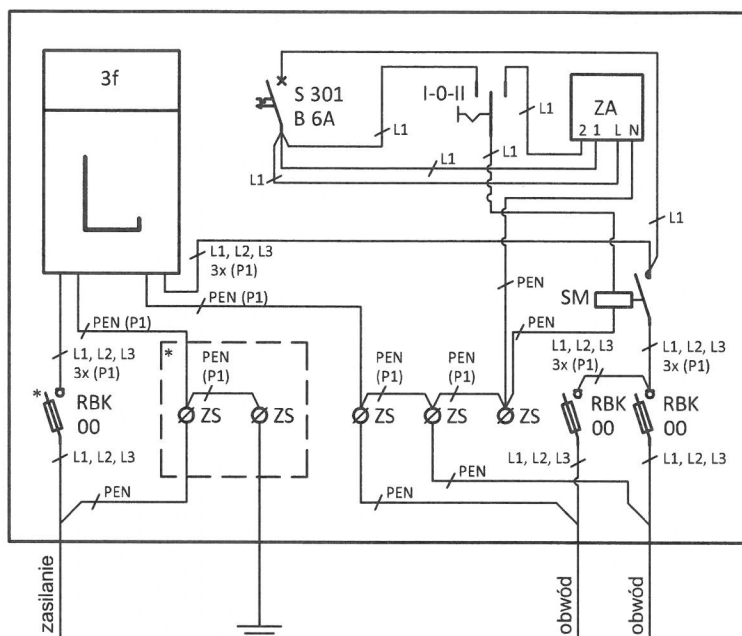 3f
S 301
B 6A
I-0-II
ZA
2 1 L N
L1
L1
L1
L1
L1
L1
L1
L1, L2, L3
3x (P1)
PEN
PEN (P1)
SM
PEN (P1)
PEN
L1, L2, L3
3x (P1)
*
PEN
(P1)
PEN
(P1)
PEN
(P1)
L1, L2, L3
3x (P1)
L1, L2, L3
3x (P1)
*
RBK
00
ZS
ZS
ZS
ZS
ZS
RBK
00
RBK
00
L1, L2, L3
L1, L2, L3
L1, L2, L3
PEN
PEN
PEN
zasilanie
obwód
obwód